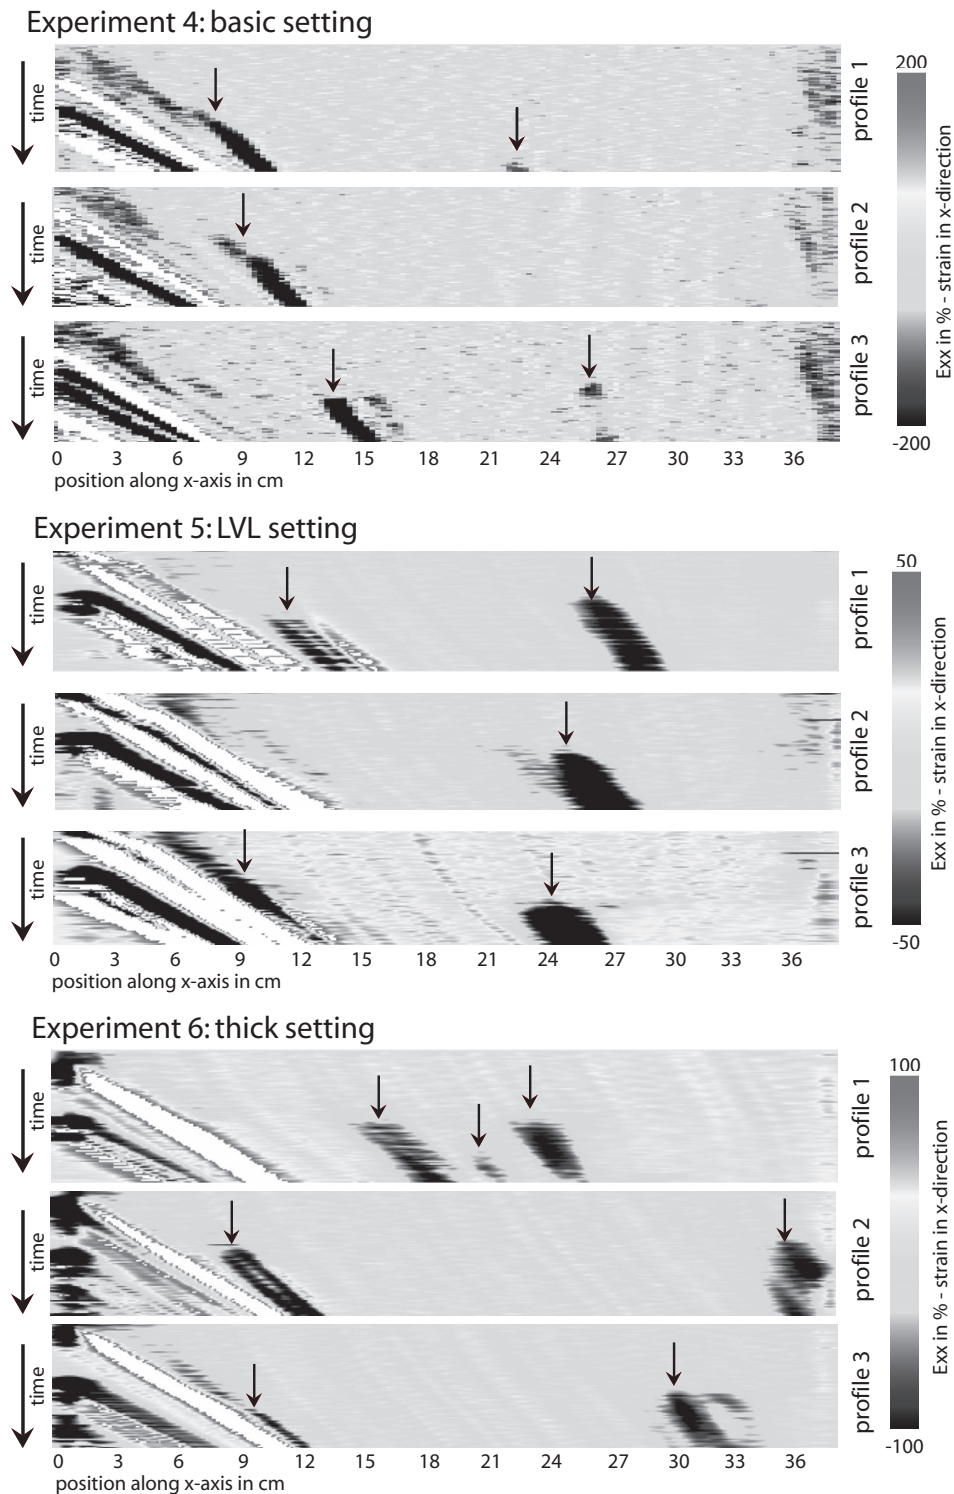 Experiment 4: basic setting
time
profile 1
time
profile 2
time
profile 3
0 3 6 9 12 15 18 21 24 27 30 33 36
position along x-axis in cm
200
Exx in % - strain in x-direction
-200
Experiment 5: LVL setting
time
profile 1
time
profile 2
time
profile 3
0 3 6 9 12 15 18 21 24 27 30 33 36
position along x-axis in cm
50
Exx in % - strain in x-direction
-50
Experiment 6: thick setting
time
profile 1
time
profile 2
time
profile 3
0 3 6 9 12 15 18 21 24 27 30 33 36
position along x-axis in cm
100
Exx in % - strain in x-direction
-100